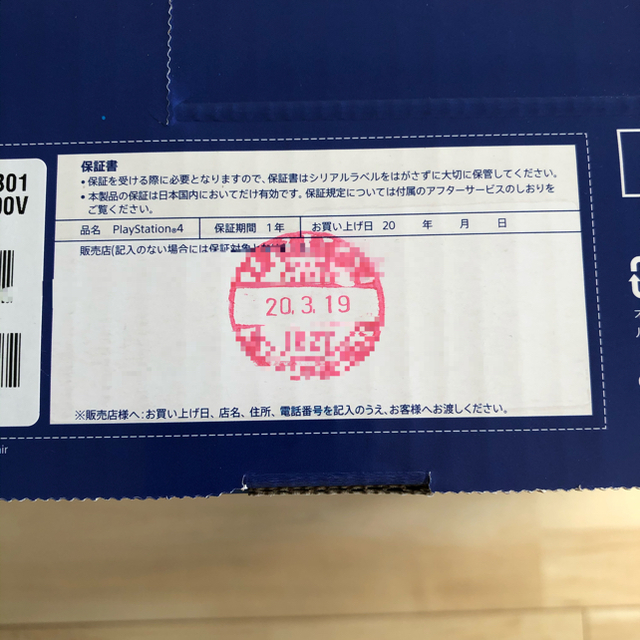 保証書
•保証を受ける際に必要となりますので、保証書はシリアルラベルをはがさずに大切に保管してください。
•本製品の保証は日本国内においてだけ有効です。保証規定については付属のアフターサービスのしおりを
ご覧ください。
品名 PlayStation®4 保証期間 1年 お買い上げ日 20 年 月 日
販売店(記入のない場合には保証対象
20. 3. 19
※販売店様へ:お買い上げ日、店名、住所、電話番号を記入のうえ、お客様へお渡しください。
301
00V
air